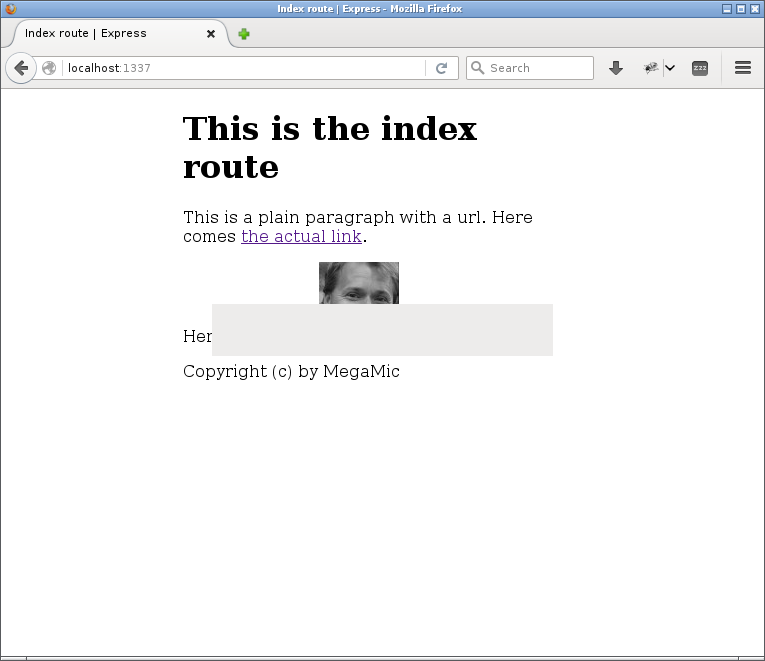 Index route | Express - Mozilla Firefox
Index route | Express
localhost:1337
Search
zzz
This is the index
route
This is a plain paragraph with a url. Here
comes the actual link.
Her
Copyright (c) by MegaMic